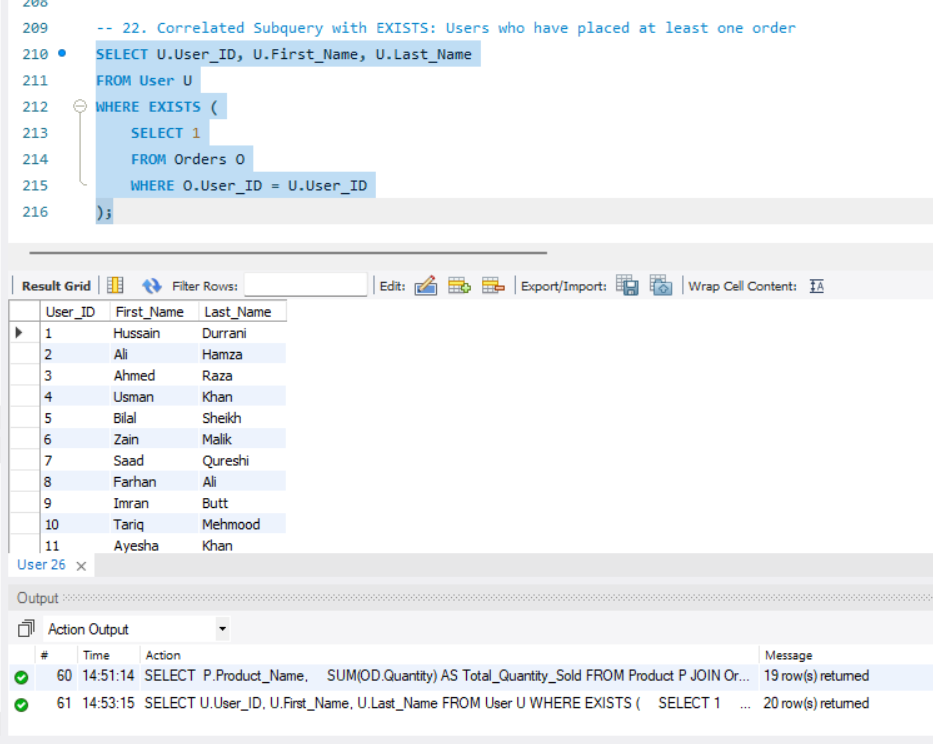 208
209 -- 22. Correlated Subquery with EXISTS: Users who have placed at least one order
210 SELECT U.User_ID, U.First_Name, U.Last_Name
211 FROM User U
212 WHERE EXISTS (
213 SELECT 1
214 FROM Orders O
215 WHERE O.User_ID = U.User_ID
216 );
Result Grid Filter Rows: Edit: Export/Import: Wrap Cell Content: IA
User_ID First_Name Last_Name
1 Hussain Durrani
2 Ali Hamza
3 Ahmed Raza
4 Usman Khan
5 Bilal Sheikh
6 Zain Malik
7 Saad Qureshi
8 Farhan Ali
9 Imran Butt
10 Tariq Mehmood
11 Ayesha Khan
User 26
Output
Action Output
# Time Action Message
60 14:51:14 SELECT P.Product_Name, SUM(OD.Quantity) AS Total_Quantity_Sold FROM Product P JOIN Or... 19 row(s) returned
61 14:53:15 SELECT U.User_ID, U.First_Name, U.Last_Name FROM User U WHERE EXISTS ( SELECT 1 ... 20 row(s) returned